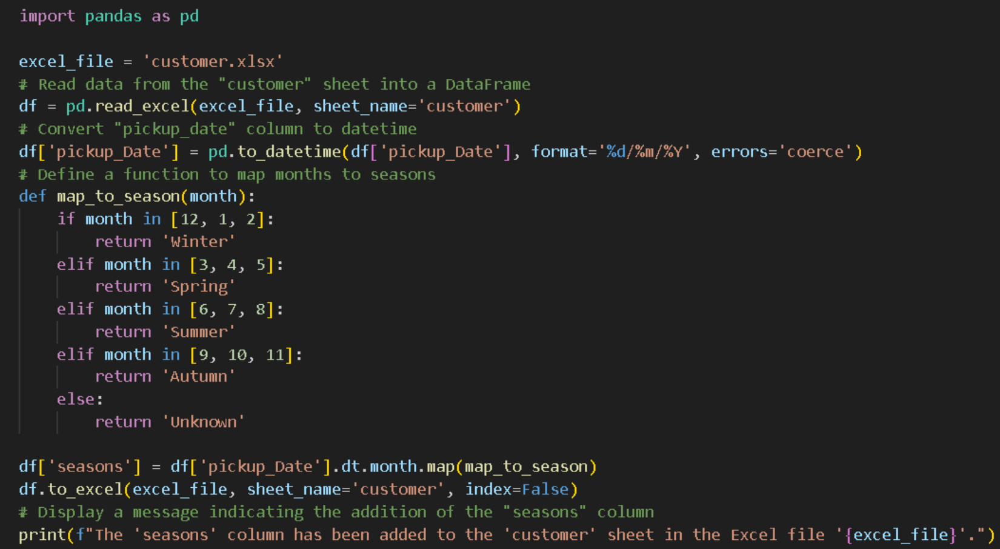 import pandas as pd
excel_file = 'customer.xlsx'
# Read data from the "customer" sheet into a DataFrame
df = pd.read_excel(excel_file, sheet_name='customer')
# Convert "pickup_date" column to datetime
df['pickup_Date'] = pd.to_datetime(df['pickup_Date'], format='%d/%m/%Y', errors='coerce')
# Define a function to map months to seasons
def map_to_season(month):
    if month in [12, 1, 2]:
        return 'Winter'
    elif month in [3, 4, 5]:
        return 'Spring'
    elif month in [6, 7, 8]:
        return 'Summer'
    elif month in [9, 10, 11]:
        return 'Autumn'
    else:
        return 'Unknown'
df['seasons'] = df['pickup_Date'].dt.month.map(map_to_season)
df.to_excel(excel_file, sheet_name='customer', index=False)
# Display a message indicating the addition of the "seasons" column
print(f"The 'seasons' column has been added to the 'customer' sheet in the Excel file '{excel_file}'.")